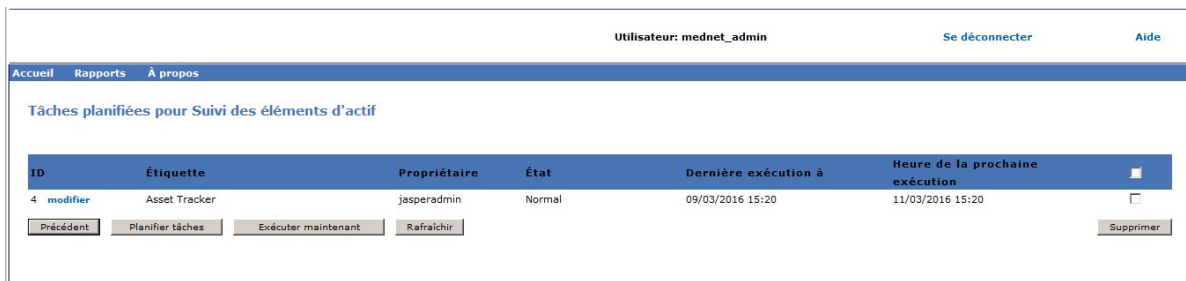 Utilisateur: mednet_admin Se déconnecter Aide
Accueil Rapports À propos
Tâches planifiées pour Suivi des éléments d'actif
ID Étiquette Propriétaire État Dernière exécution à Heure de la prochaine exécution
4 modifier Asset Tracker jasperadmin Normal 09/03/2016 15:20 11/03/2016 15:20
Précédent Planifier tâches Exécuter maintenant Rafraîchir Supprimer